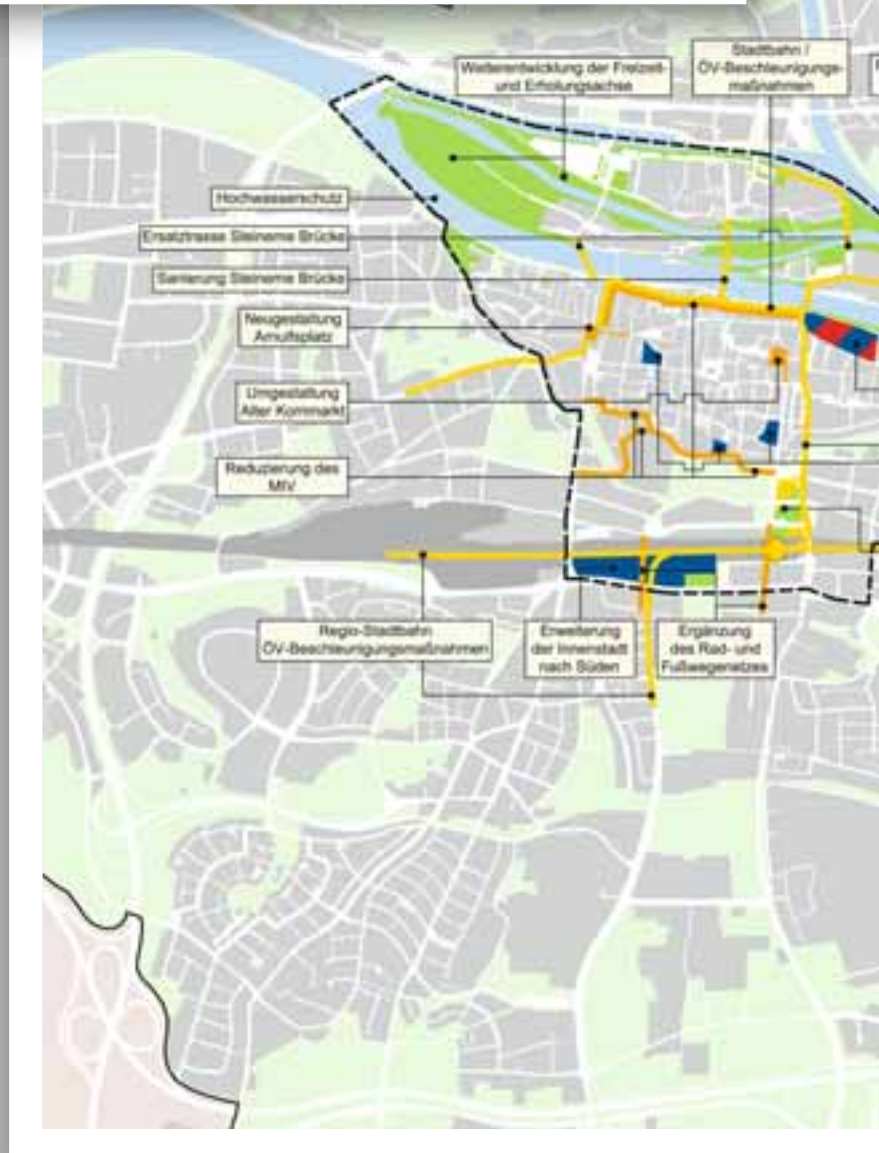 Stadtbahn /
ÖV-Beschleunigungs-
maßnahmen
Weiterentwicklung der Freizeit-
und Erholungsachse
Hochwasserschutz
Ersatztrasse Steinerne Brücke
Sanierung Steinerne Brücke
Neugestaltung
Arnulfsplatz
Umgestaltung
Alter Kornmarkt
Reduzierung des
MIV
Regio-Stadtbahn
ÖV-Beschleunigungsmaßnahmen
Erweiterung
der Innenstadt
nach Süden
Ergänzung
des Rad- und
Fußwegenetzes